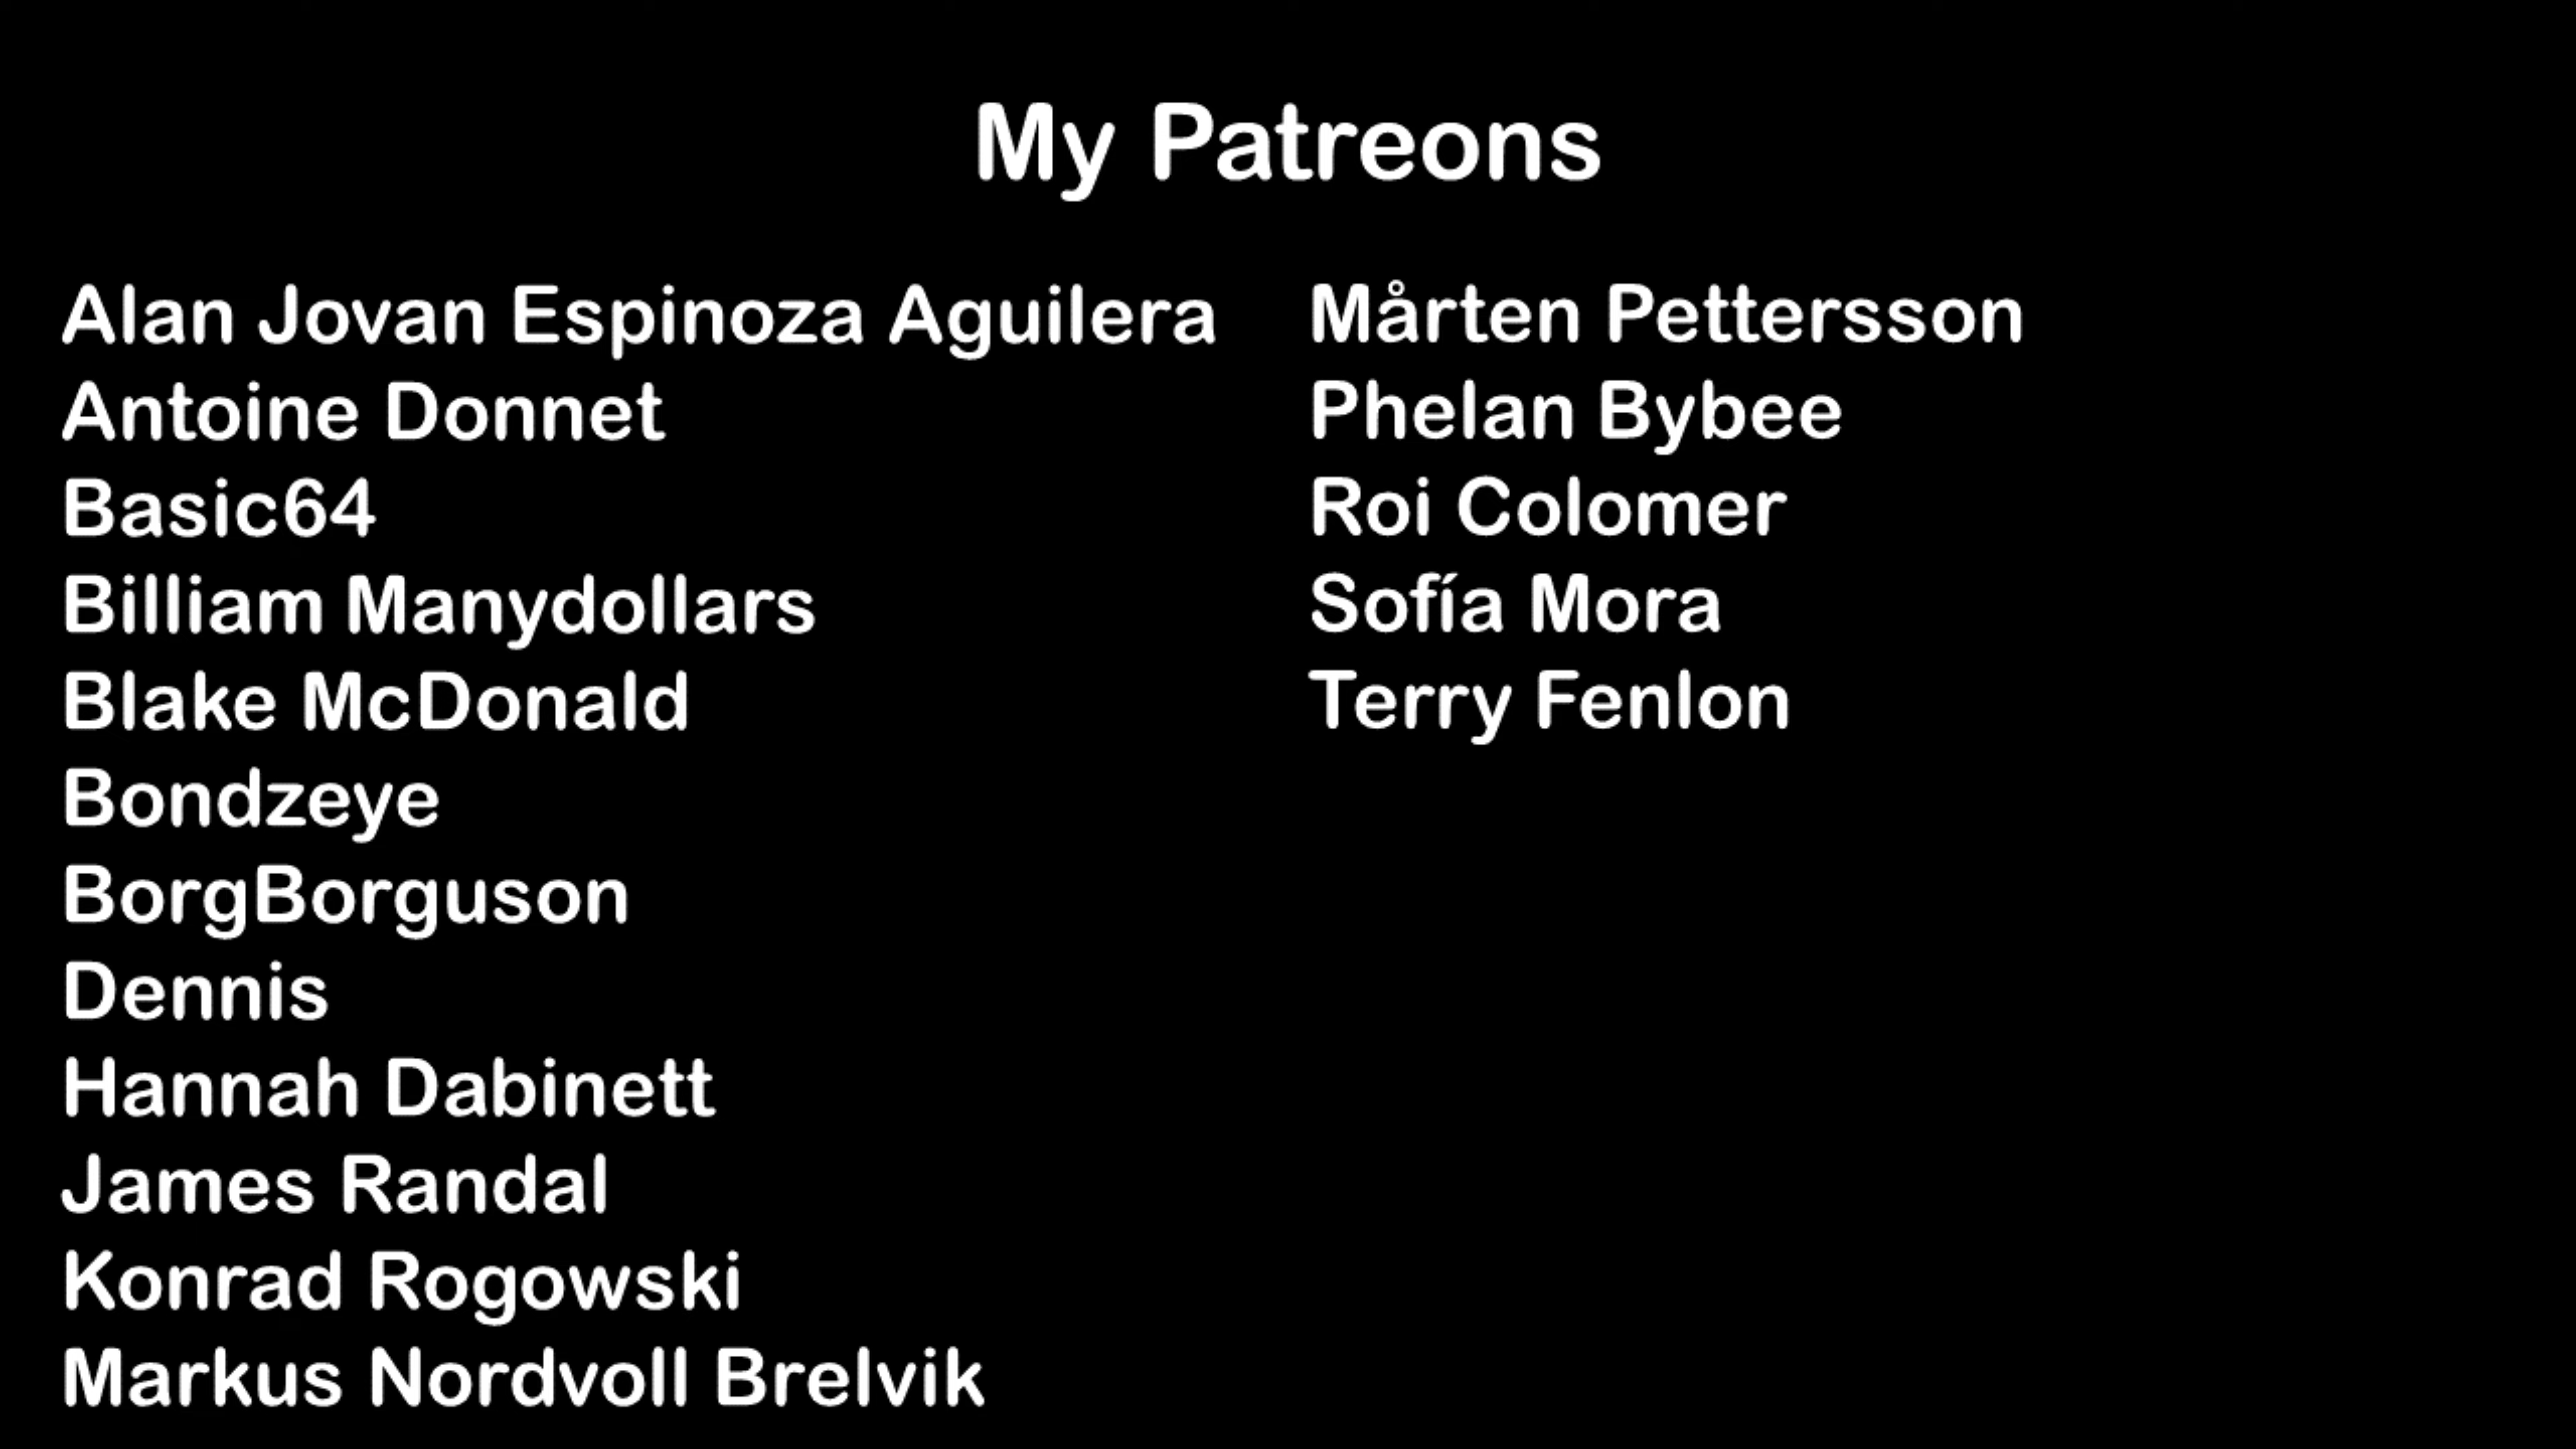 My Patreons
Alan Jovan Espinoza Aguilera
Antoine Donnet
Basic64
Billiam Manydollars
Blake McDonald
Bondzeye
BorgBorguson
Dennis
Hannah Dabinett
James Randal
Konrad Rogowski
Markus Nordvoll Brelvik
Mårten Pettersson
Phelan Bybee
Roi Colomer
Sofía Mora
Terry Fenlon